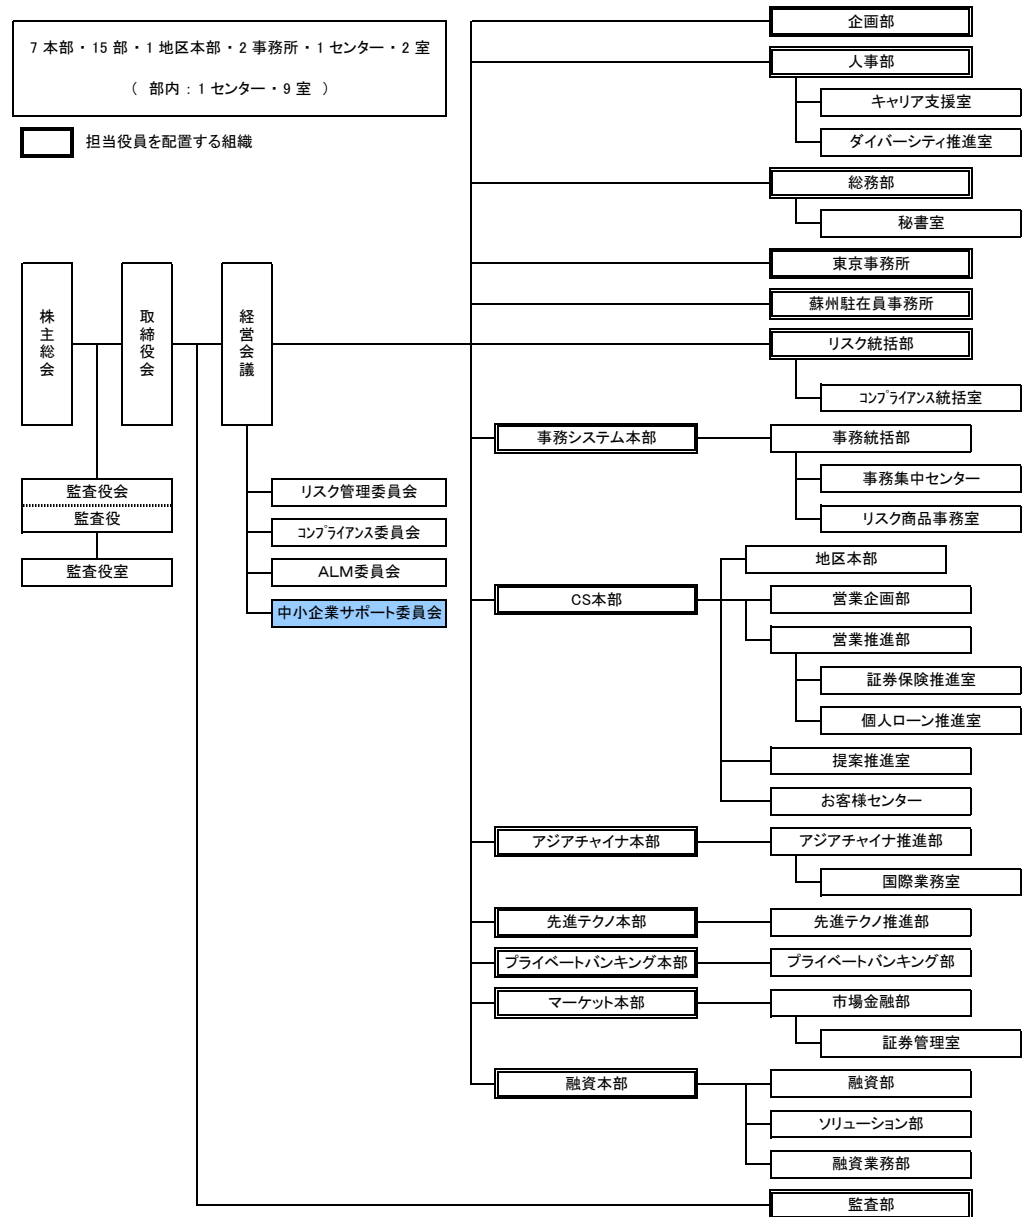 7 本部・15 部・1 地区本部・2 事務所・1 センター・2 室
（ 部内：1 センター・9 室 ）
担当役員を配置する組織
企画部
人事部
キャリア支援室
ダイバーシティ推進室
総務部
秘書室
東京事務所
蘇州駐在員事務所
株主総会
取締役会
経営会議
リスク統括部
コンプライアンス統括室
事務システム本部
事務統括部
事務集中センター
リスク商品事務室
監査役会
監査役
監査役室
リスク管理委員会
コンプライアンス委員会
ALM委員会
中小企業サポート委員会
地区本部
CS本部
営業企画部
営業推進部
証券保険推進室
個人ローン推進室
提案推進室
お客様センター
アジアチャイナ本部
アジアチャイナ推進部
国際業務室
先進テクノ本部
先進テクノ推進部
プライベートバンキング本部
プライベートバンキング部
マーケット本部
市場金融部
証券管理室
融資本部
融資部
ソリューション部
融資業務部
監査部